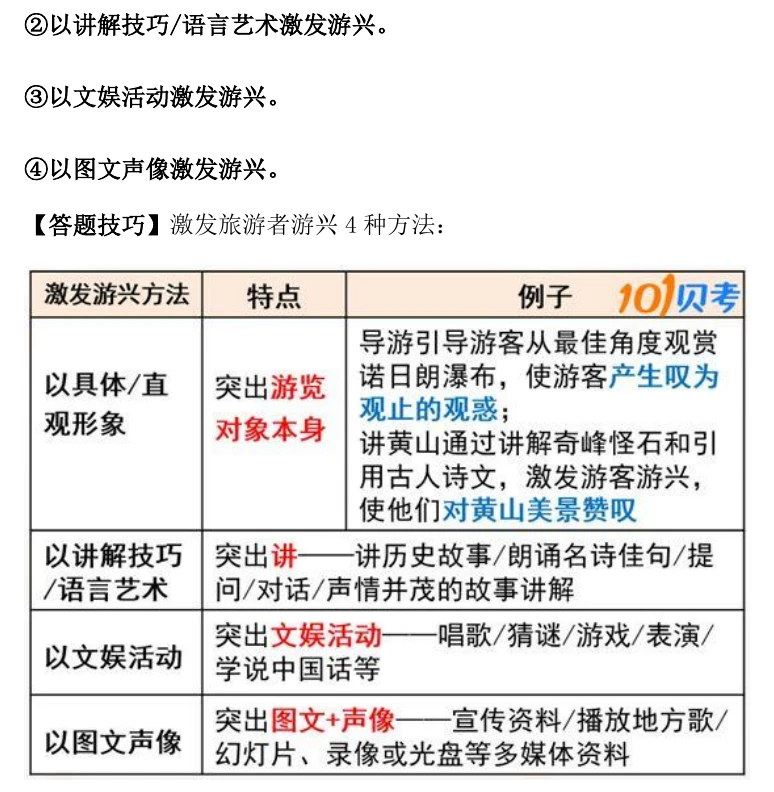 ②以讲解技巧/语言艺术激发游兴。
③以文娱活动激发游兴。
④以图文声像激发游兴。
【答题技巧】激发旅游者游兴 4 种方法：
激发游兴方法 特点 例子 101贝考
以具体/直
观形象
突出游览
对象本身
导游引导游客从最佳角度观赏
诺日朗瀑布，使游客产生叹为
观止的观惑；
讲黄山通过讲解奇峰怪石和引
用古人诗文，激发游客游兴，
使他们对黄山美景赞叹
以讲解技巧
/语言艺术
突出讲——讲历史故事/朗诵名诗佳句/提
问/对话/声情并茂的故事讲解
以文娱活动
突出文娱活动——唱歌/猜谜/游戏/表演/
学说中国话等
以图文声像
突出图文+声像——宣传资料/播放地方歌/
幻灯片、录像或光盘等多媒体资料